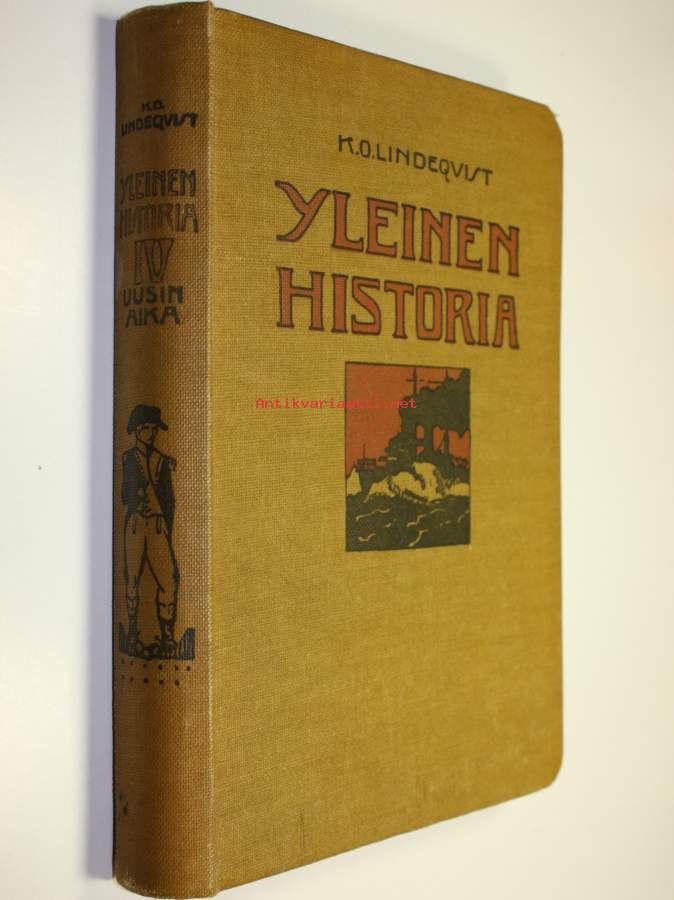 K.O.
LINDEQVIST
YLEINEN
HISTORIA
IV
UUSIN
AIKA
K.O.LINDEQVIST
YLEINEN
HISTORIA
Antikvariaatti.net